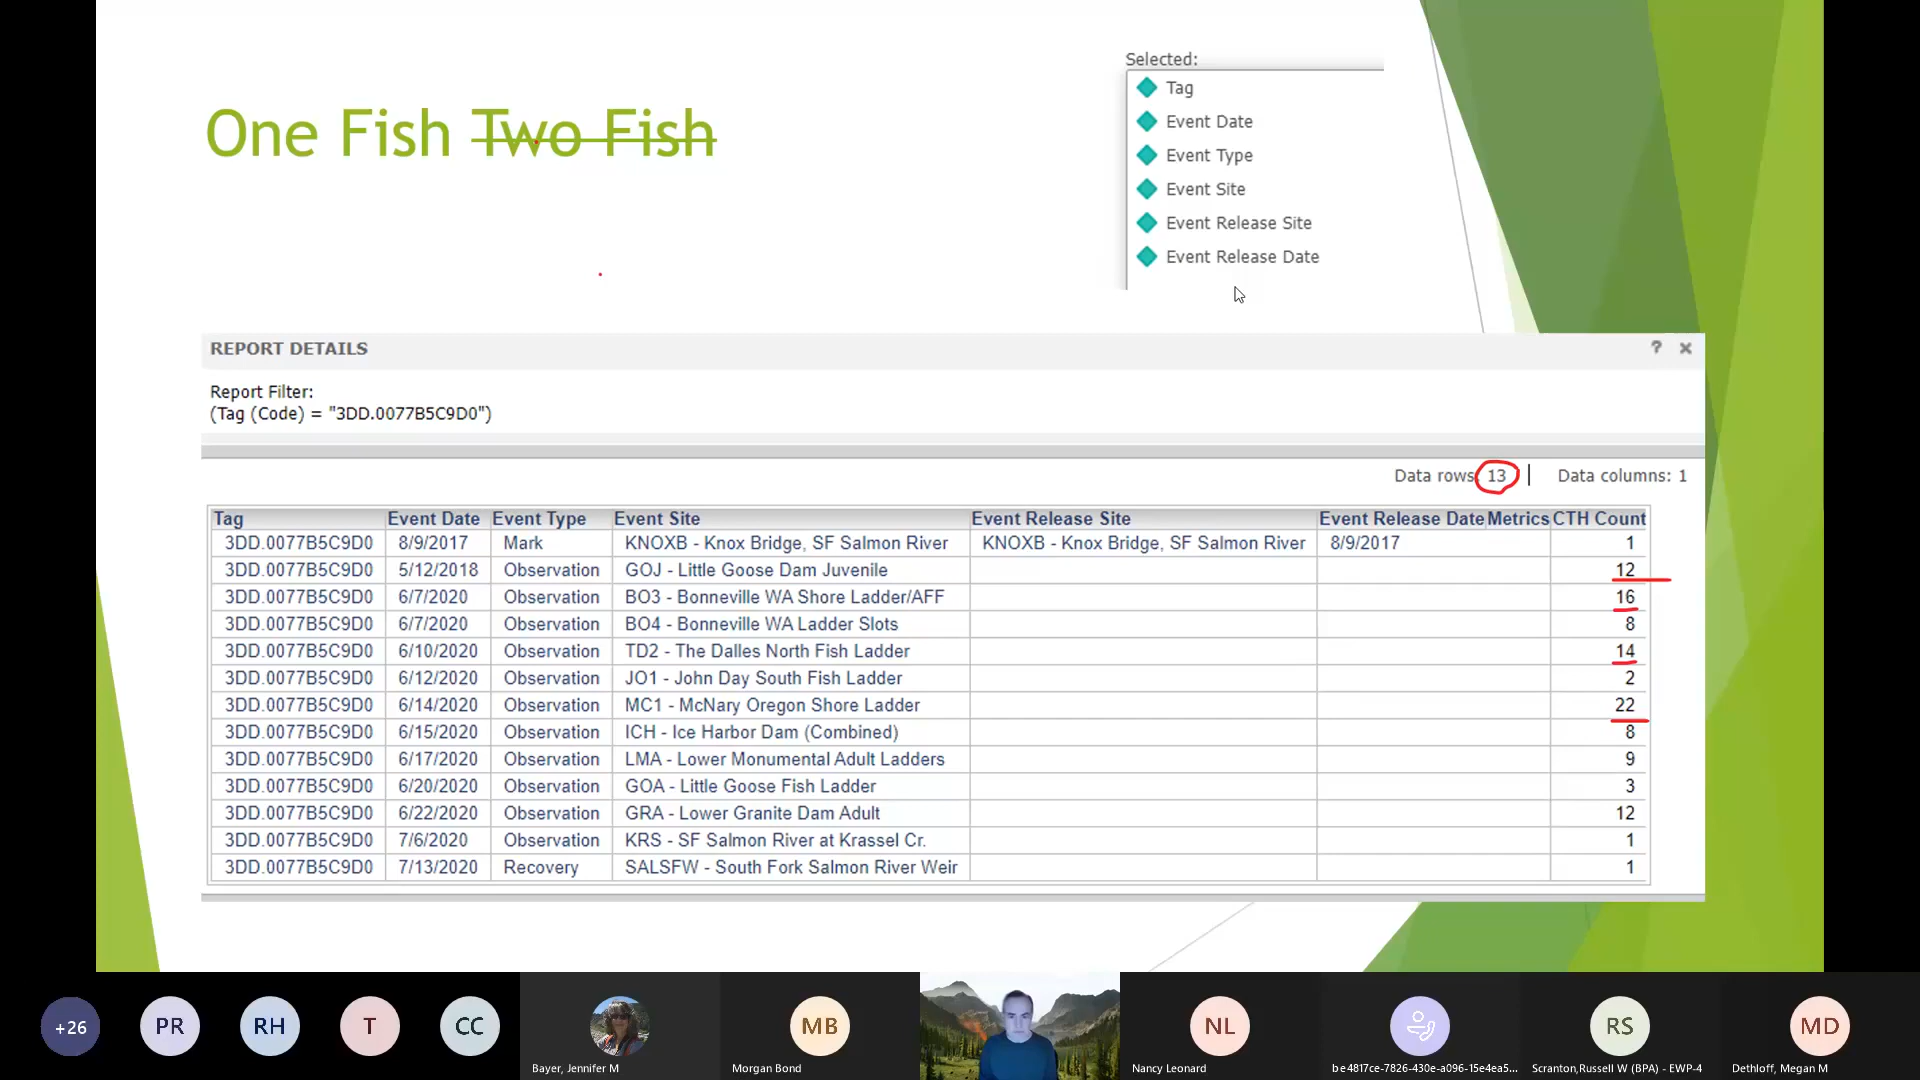 One Fish Two Fish
Selected:
Tag
Event Date
Event Type
Event Site
Event Release Site
Event Release Date
REPORT DETAILS
? ×
Report Filter:
(Tag (Code) = "3DD.0077B5C9D0")
Data rows: 13 | Data columns: 1
Tag Event Date Event Type Event Site Event Release Site Event Release Date Metrics CTH Count
3DD.0077B5C9D0 8/9/2017 Mark KNOXB - Knox Bridge, SF Salmon River KNOXB - Knox Bridge, SF Salmon River 8/9/2017 1
3DD.0077B5C9D0 5/12/2018 Observation GOJ - Little Goose Dam Juvenile 12
3DD.0077B5C9D0 6/7/2020 Observation BO3 - Bonneville WA Shore Ladder/AFF 16
3DD.0077B5C9D0 6/7/2020 Observation BO4 - Bonneville WA Ladder Slots 8
3DD.0077B5C9D0 6/10/2020 Observation TD2 - The Dalles North Fish Ladder 14
3DD.0077B5C9D0 6/12/2020 Observation JO1 - John Day South Fish Ladder 2
3DD.0077B5C9D0 6/14/2020 Observation MC1 - McNary Oregon Shore Ladder 22
3DD.0077B5C9D0 6/15/2020 Observation ICH - Ice Harbor Dam (Combined) 8
3DD.0077B5C9D0 6/17/2020 Observation LMA - Lower Monumental Adult Ladders 9
3DD.0077B5C9D0 6/20/2020 Observation GOA - Little Goose Fish Ladder 3
3DD.0077B5C9D0 6/22/2020 Observation GRA - Lower Granite Dam Adult 12
3DD.0077B5C9D0 7/6/2020 Observation KRS - SF Salmon River at Krassel Cr. 1
3DD.0077B5C9D0 7/13/2020 Recovery SALSFW - South Fork Salmon River Weir 1
+26 PR RH T CC MB NL RS MD
Bayer, Jennifer M Morgan Bond Nancy Leonard be4817ce-7826-430e-a096-15e4ea5... Scranton,Russell W (BPA) - EWP-4 Dethloff, Megan M